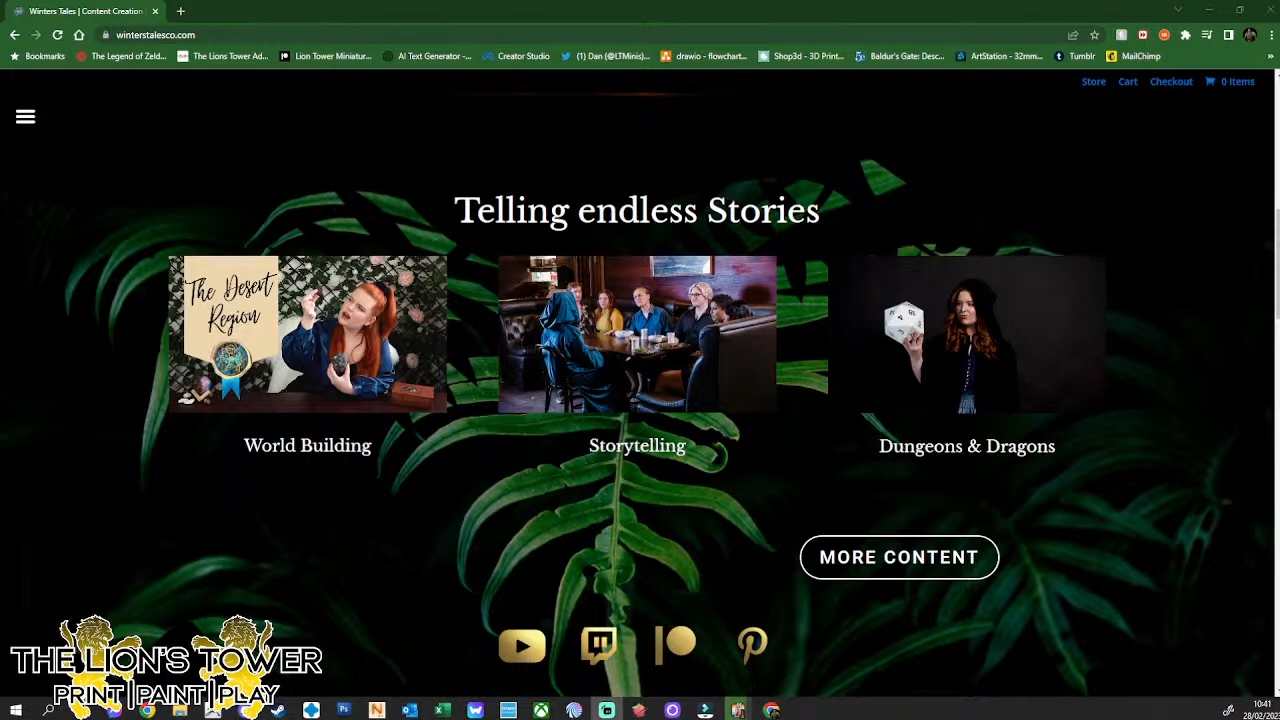 Winters Tales | Content Creation
winterstalesco.com
Bookmarks The Legend of Zeld... The Lions Tower Ad... Lion Tower Miniatur... AI Text Generator -... Creator Studio Dan (@LTMinis)... drawio - flowchart... Shop3d - 3D Print... Baldur's Gate: Desc... ArtStation - 32mm... Tumblr MailChimp »
Store Cart Checkout 0 Items
Telling endless Stories
The Desert
Region
World Building Storytelling Dungeons & Dragons
MORE CONTENT
THE LION'S TOWER
PRINT|PAINT|PLAY
10:41
28/02/2023